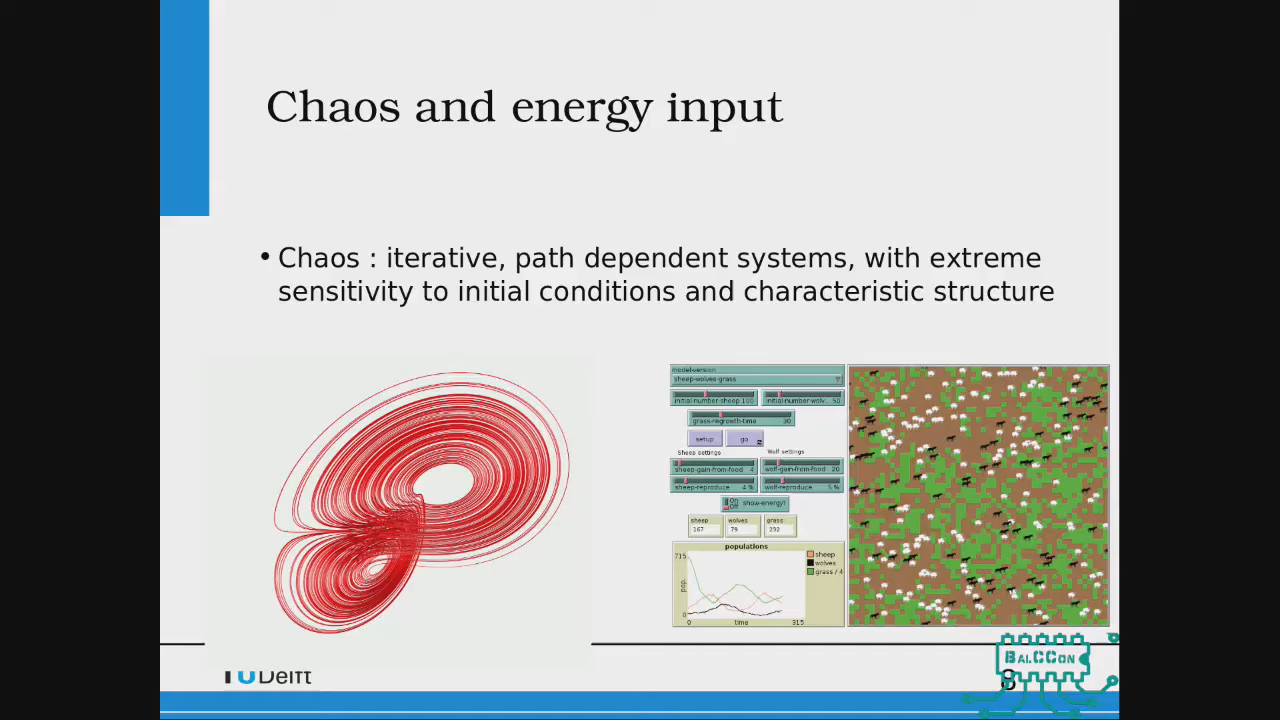 Chaos and energy input
• Chaos : iterative, path dependent systems, with extreme
sensitivity to initial conditions and characteristic structure
model-version
sheep-wolves-grass
initial-number-sheep 100
initial-number-wolv... 50
grass-regrowth-time 30
setup
go
Sheep settings
Wolf settings
sheep-gain-from-food 4
wolf-gain-from-food 20
sheep-reproduce 4 %
wolf-reproduce 5 %
On
Off
show-energy?
sheep
167
wolves
79
grass
232
populations
715
pop.
0
0
time
315
sheep
wolves
grass / 4
TU Delft
8
BalCCon